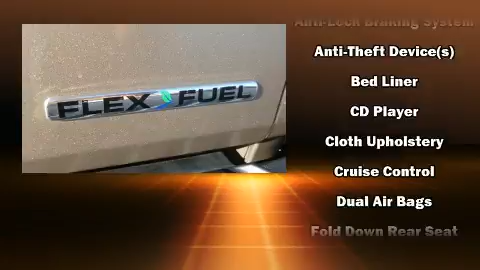 Anti-Lock Braking System
Anti-Theft Device(s)
Bed Liner
CD Player
Cloth Upholstery
Cruise Control
Dual Air Bags
Fold Down Rear Seat
FLEX FUEL